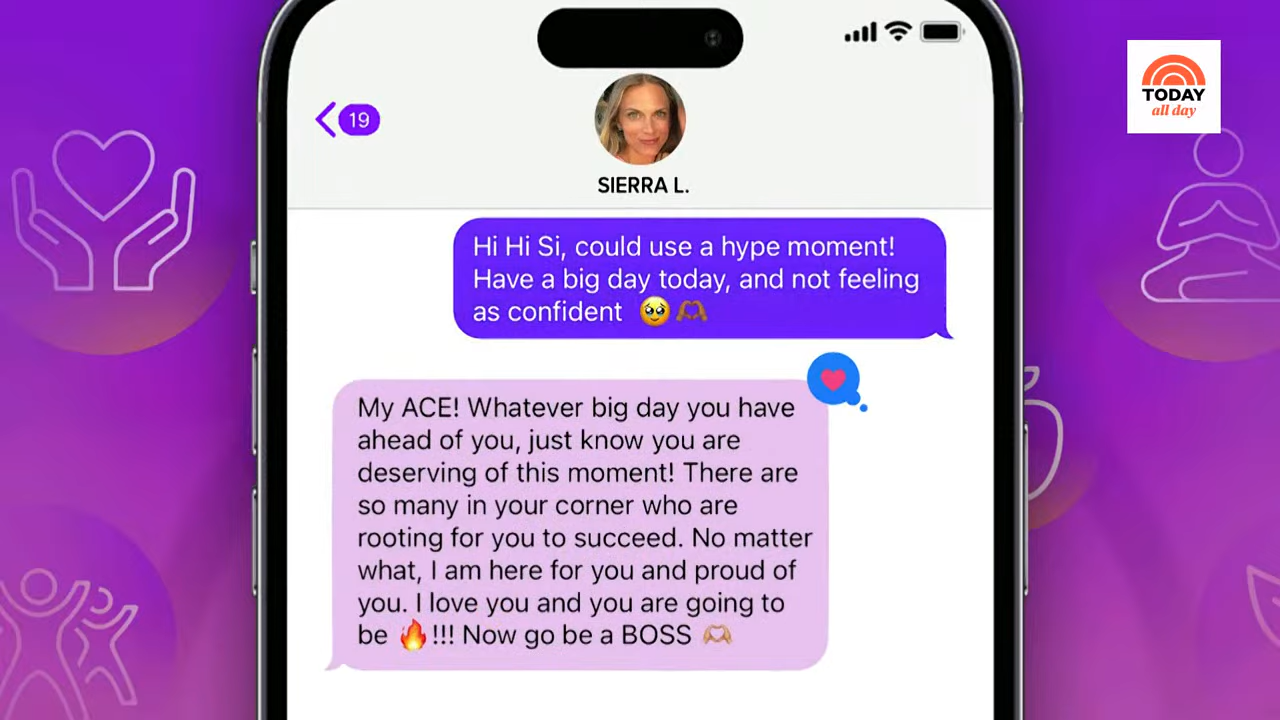 TODAY
all day
19
SIERRA L.
Hi Hi Si, could use a hype moment!
Have a big day today, and not feeling
as confident 🥹🫶🏽
My ACE! Whatever big day you have
ahead of you, just know you are
deserving of this moment! There are
so many in your corner who are
rooting for you to succeed. No matter
what, I am here for you and proud of
you. I love you and you are going to
be 🔥!!! Now go be a BOSS 🫶🏼